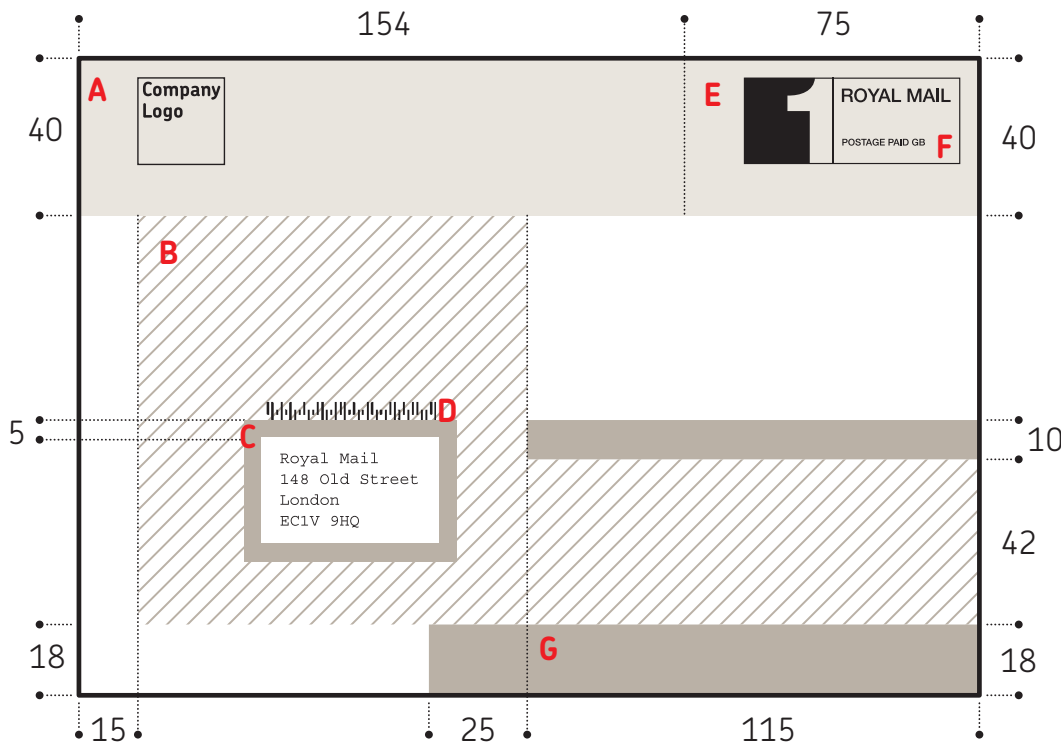 154
75
A
Company
Logo
E
ROYAL MAIL
POSTAGE PAID GB
F
40
40
B
D
5
C
10
Royal Mail
148 Old Street
London
EC1V 9HQ
42
18
G
18
15
25
115